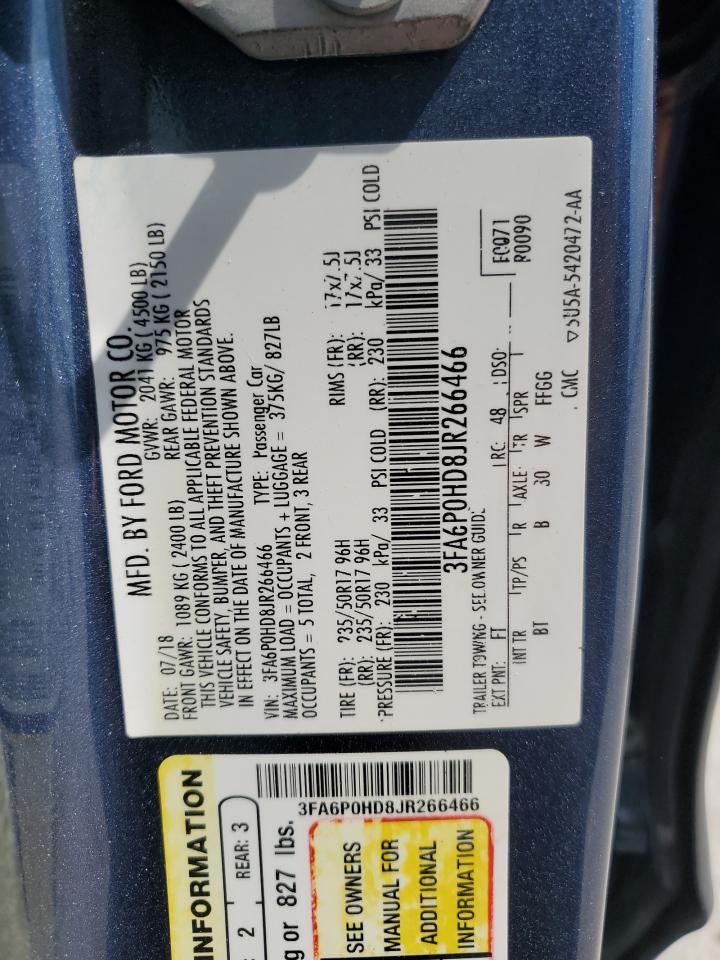 MFD. BY FORD MOTOR CO.
DATE: 07/18 GVWR: 2041 KG ( 4500 LB)
FRONT GAWR: 1089 KG ( 2400 LB) REAR GAWR: 975 KG ( 2150 LB)
THIS VEHICLE CONFORMS TO ALL APPLICABLE FEDERAL MOTOR
VEHICLE SAFETY, BUMPER, AND THEFT PREVENTION STANDARDS
IN EFFECT ON THE DATE OF MANUFACTURE SHOWN ABOVE.
VIN: 3FA6P0HD8JR266466 TYPE: Passenger Car
MAXIMUM LOAD = OCCUPANTS + LUGGAGE = 375KG/ 827LB
OCCUPANTS = 5 TOTAL, 2 FRONT, 3 REAR
TIRE (FR): 235/50R17 96H RIMS (FR): 17x7.5J
(RR): 235/50R17 96H (RR): 17x7.5J
PRESSURE (FR): 230 kPa/ 33 PSI COLD (RR): 230 kPa/ 33 PSI COLD
3FA6P0HD8JR266466
TRAILER TOWING - SEE OWNER GUIDE
EXT PNT: FT RC: 48 DSO: E0071
R0090
INT TR TP/PS R AXLE TR SPR
BT B 30 W FFGG
CMC 5U5A-5420472-AA
INFORMATION
2 REAR: 3
g or 827 lbs.
3FA6P0HD8JR266466
SEE OWNERS
MANUAL FOR
ADDITIONAL
INFORMATION